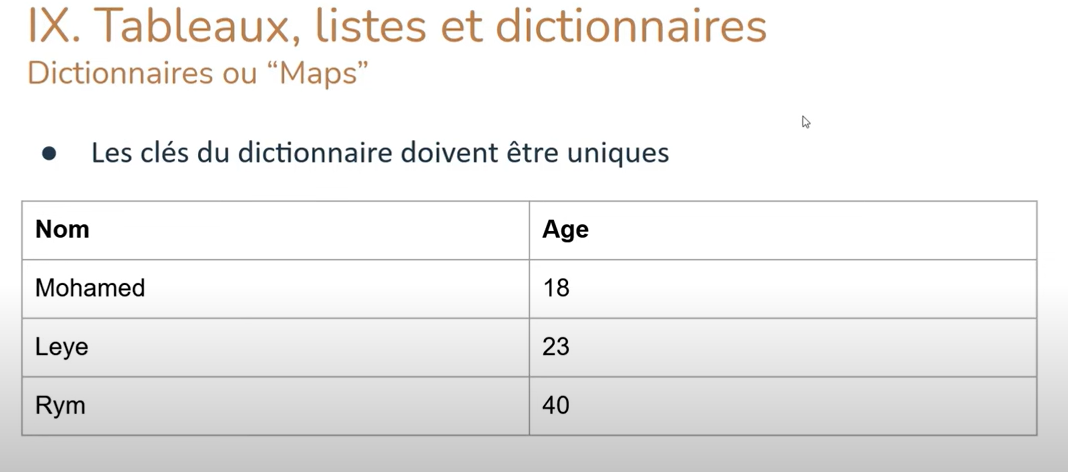 IX. Tableaux, listes et dictionnaires
Dictionnaires ou “Maps”
● Les clés du dictionnaire doivent être uniques
Nom Age
Mohamed 18
Leye 23
Rym 40